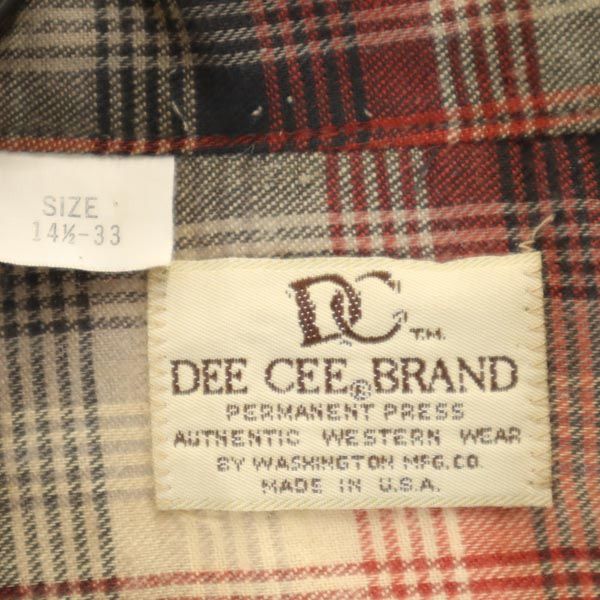 SIZE
14½-33
DC T.M.
DEE CEE® BRAND
PERMANENT PRESS
AUTHENTIC WESTERN WEAR
BY WASHINGTON MFG.CO.
MADE IN U.S.A.